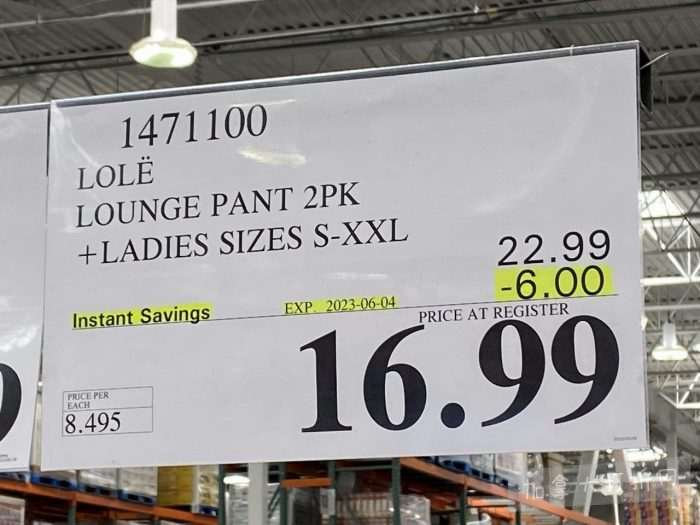 1471100
LOLË
LOUNGE PANT 2PK
+LADIES SIZES S-XXL
22.99
-6.00
Instant Savings
EXP. 2023-06-04
PRICE AT REGISTER
16.99
PRICE PER
EACH
8.495